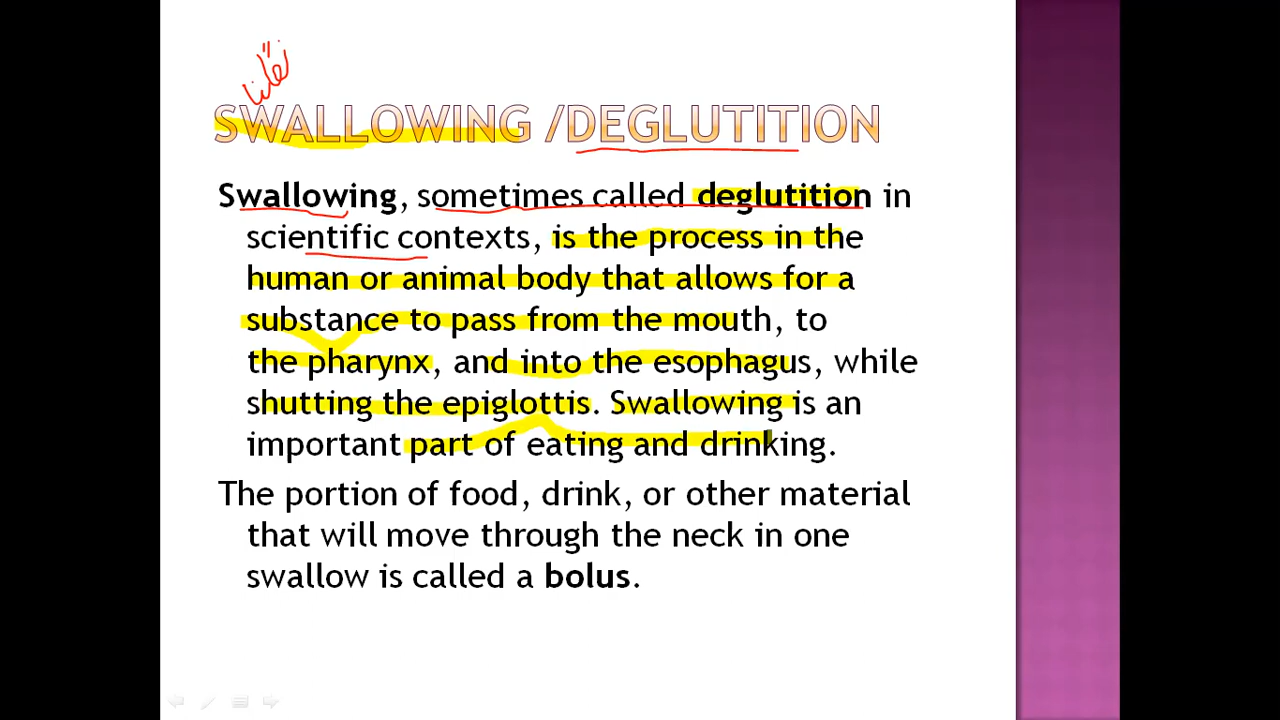 SWALLOWING /DEGLUTITION
Swallowing, sometimes called deglutition in
scientific contexts, is the process in the
human or animal body that allows for a
substance to pass from the mouth, to
the pharynx, and into the esophagus, while
shutting the epiglottis. Swallowing is an
important part of eating and drinking.
The portion of food, drink, or other material
that will move through the neck in one
swallow is called a bolus.